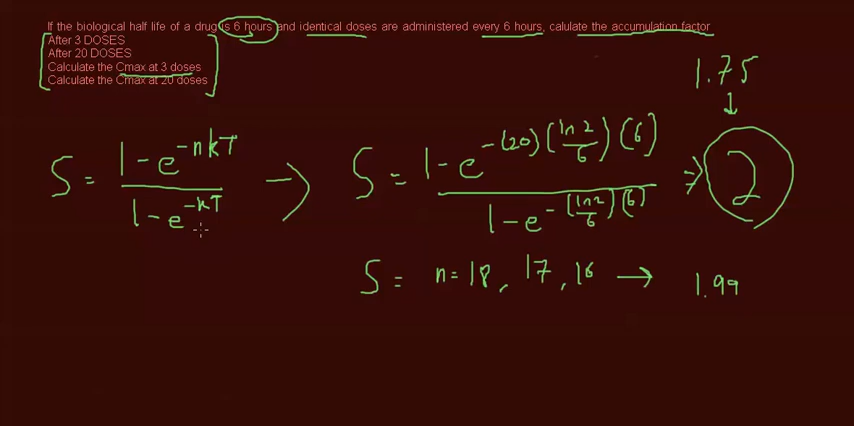 If the biological half life of a drug is 6 hours and identical doses are administered every 6 hours, calulate the accumulation factor
After 3 DOSES
After 20 DOSES
Calculate the Cmax at 3 doses
Calculate the Cmax at 20 doses
1.75 ↓
S = (1 - e^{-nkT}) / (1 - e^{-kT}) → S = (1 - e^{-(20)(ln2/6)(6)}) / (1 - e^{-(ln2/6)(6)}) ⇒ 2
S = n = 18, 17, 16 → 1.99